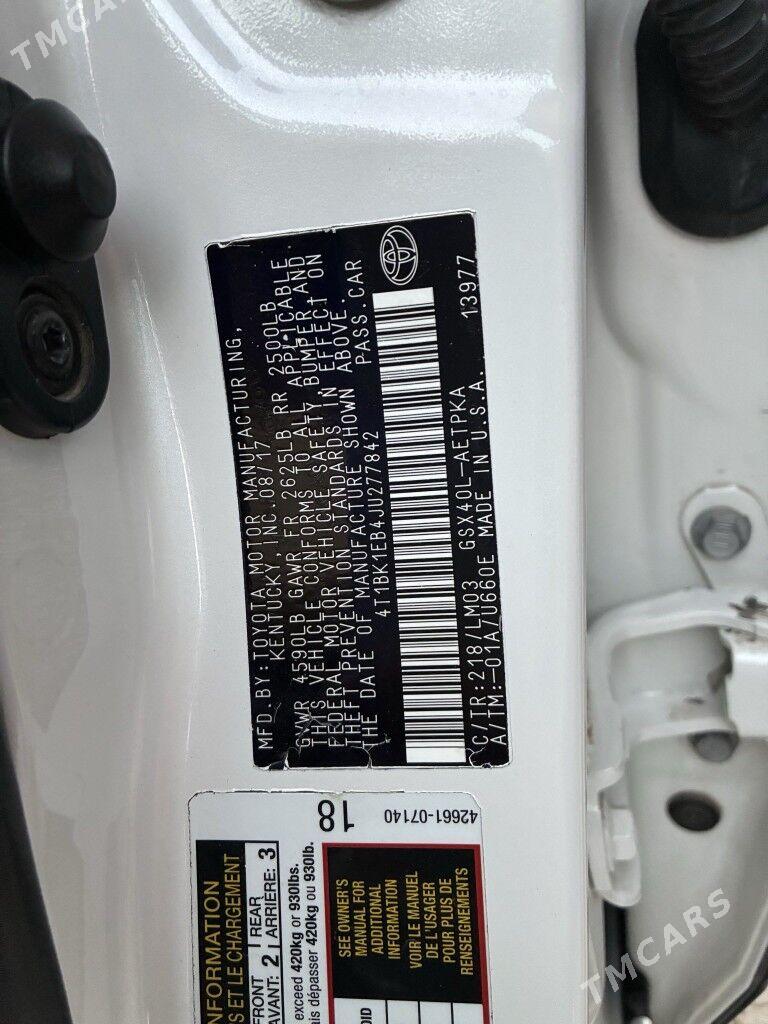 TMCARS
MFD. BY: TOYOTA MOTOR MANUFACTURING,
KENTUCKY, INC. 08/17
GVWR 4590LB GAWR FR 2625LB RR 2500LB
THIS VEHICLE CONFORMS TO ALL APPLICABLE
FEDERAL MOTOR VEHICLE SAFETY, BUMPER, AND
THEFT PREVENTION STANDARDS IN EFFECT ON
THE DATE OF MANUFACTURE SHOWN ABOVE.
4T1BK1EB4JU277842 PASS. CAR
C/TR: 218/LM03 GSX40L-AETPKA 13977
A/TM: -01A/U660E MADE IN U.S.A.
18
42661-07140
INFORMATION
S ET LE CHARGEMENT
FRONT 2 REAR 3
AVANT: ARRIÈRE:
exceed 420kg or 930lbs.
ais dépasser 420kg ou 930lb.
SEE OWNER'S
MANUAL FOR
ADDITIONAL
INFORMATION
VOIR LE MANUEL
DE L'USAGER
POUR PLUS DE
RENSEIGNEMENTS
TMCARS